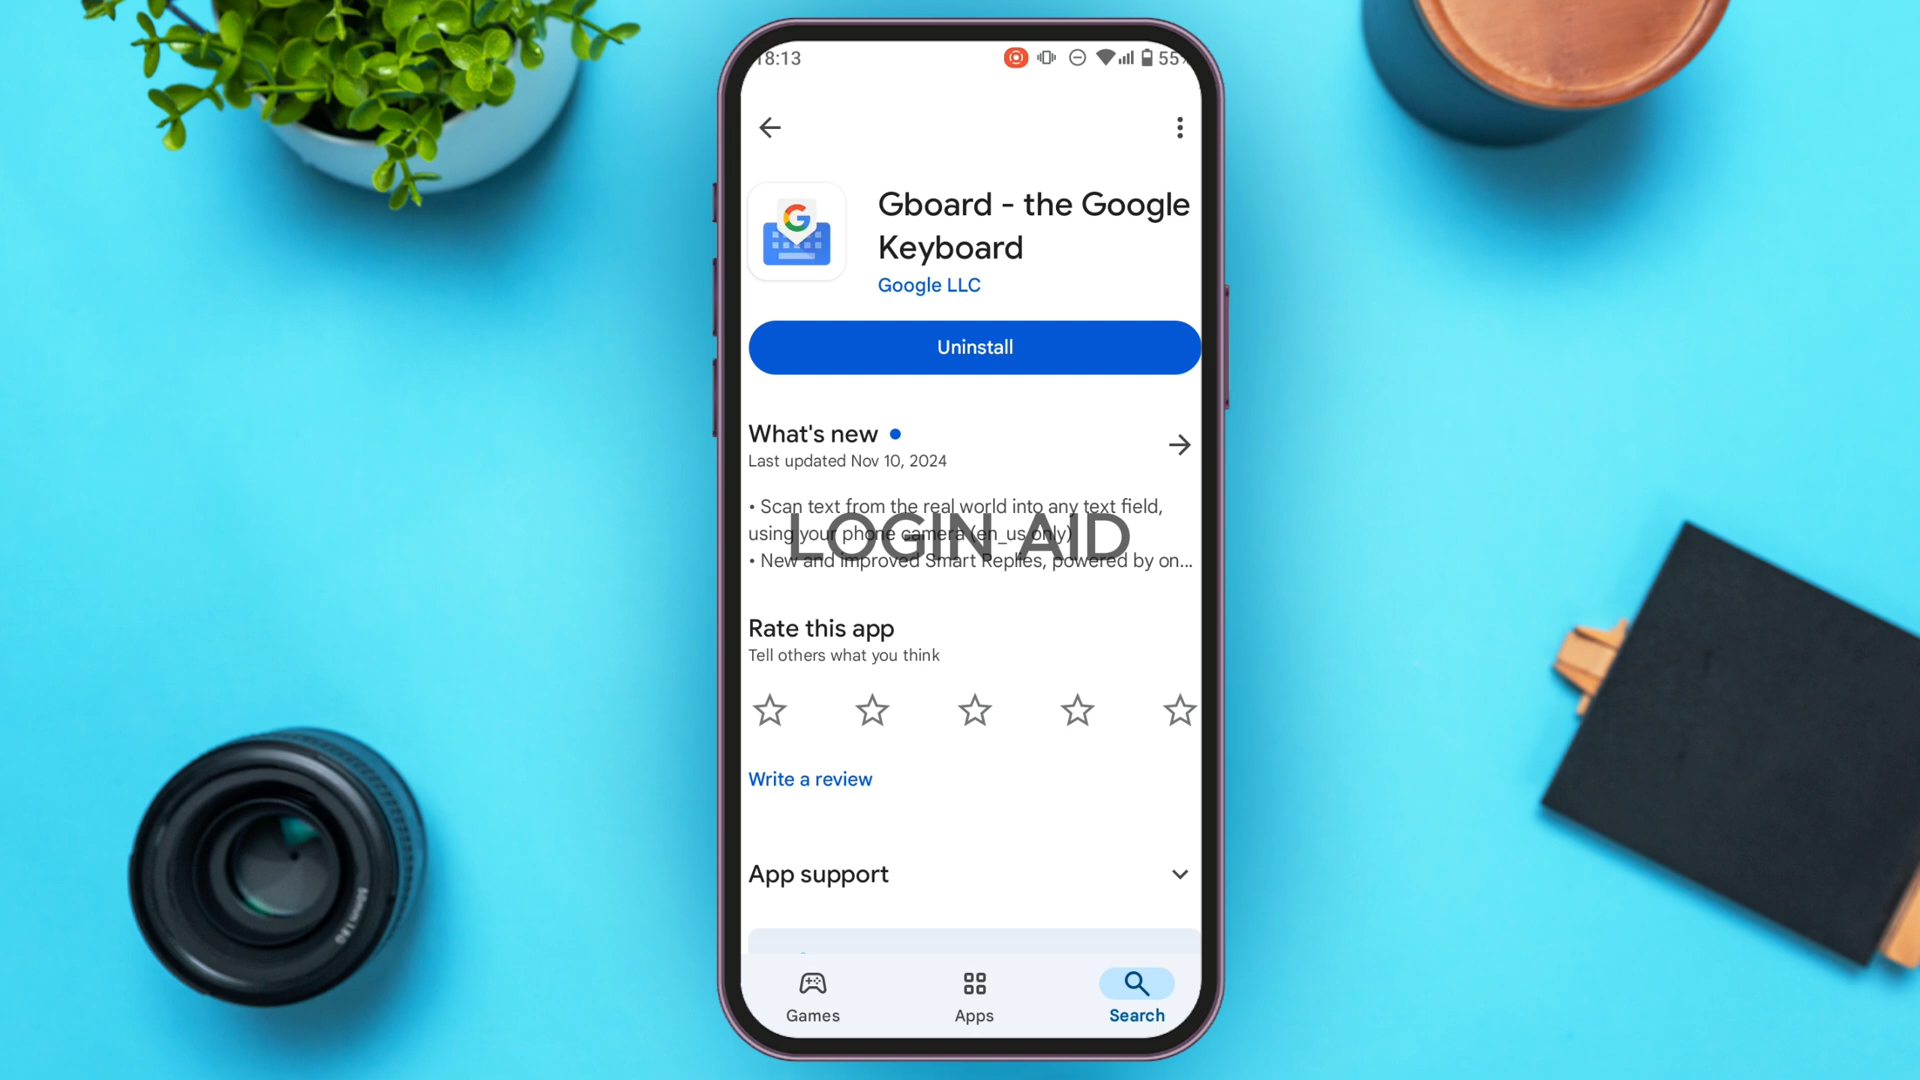 18:13
55%
Gboard - the Google
Keyboard
Google LLC
Uninstall
What's new
Last updated Nov 10, 2024
• Scan text from the real world into any text field,
using your phone camera (en_us only)
• New and improved Smart Replies, powered by on...
LOGIN AID
Rate this app
Tell others what you think
Write a review
App support
Games
Apps
Search